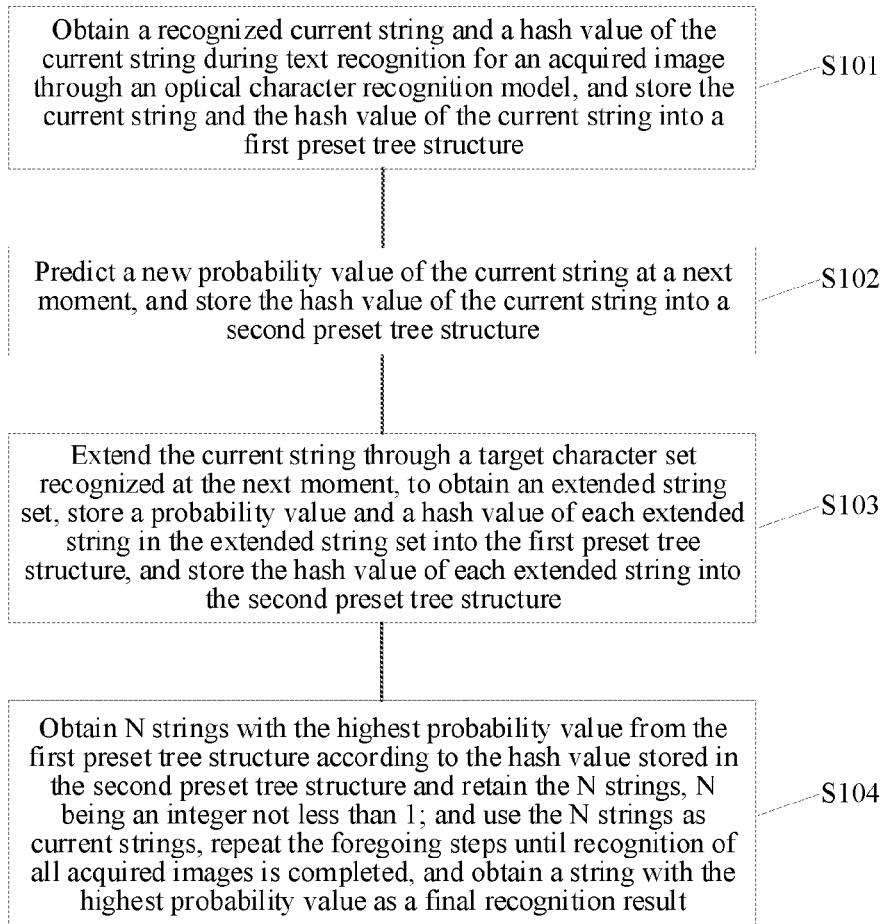 Obtain a recognized current string and a hash value of the
current string during text recognition for an acquired image
through an optical character recognition model, and store the
current string and the hash value of the current string into a
first preset tree structure
S101
Predict a new probability value of the current string at a next
moment, and store the hash value of the current string into a
second preset tree structure
S102
Extend the current string through a target character set
recognized at the next moment, to obtain an extended string
set, store a probability value and a hash value of each extended
string in the extended string set into the first preset tree
structure, and store the hash value of each extended string into
the second preset tree structure
S103
Obtain N strings with the highest probability value from the
first preset tree structure according to the hash value stored in
the second preset tree structure and retain the N strings, N
being an integer not less than 1; and use the N strings as
current strings, repeat the foregoing steps until recognition of
all acquired images is completed, and obtain a string with the
highest probability value as a final recognition result
S104